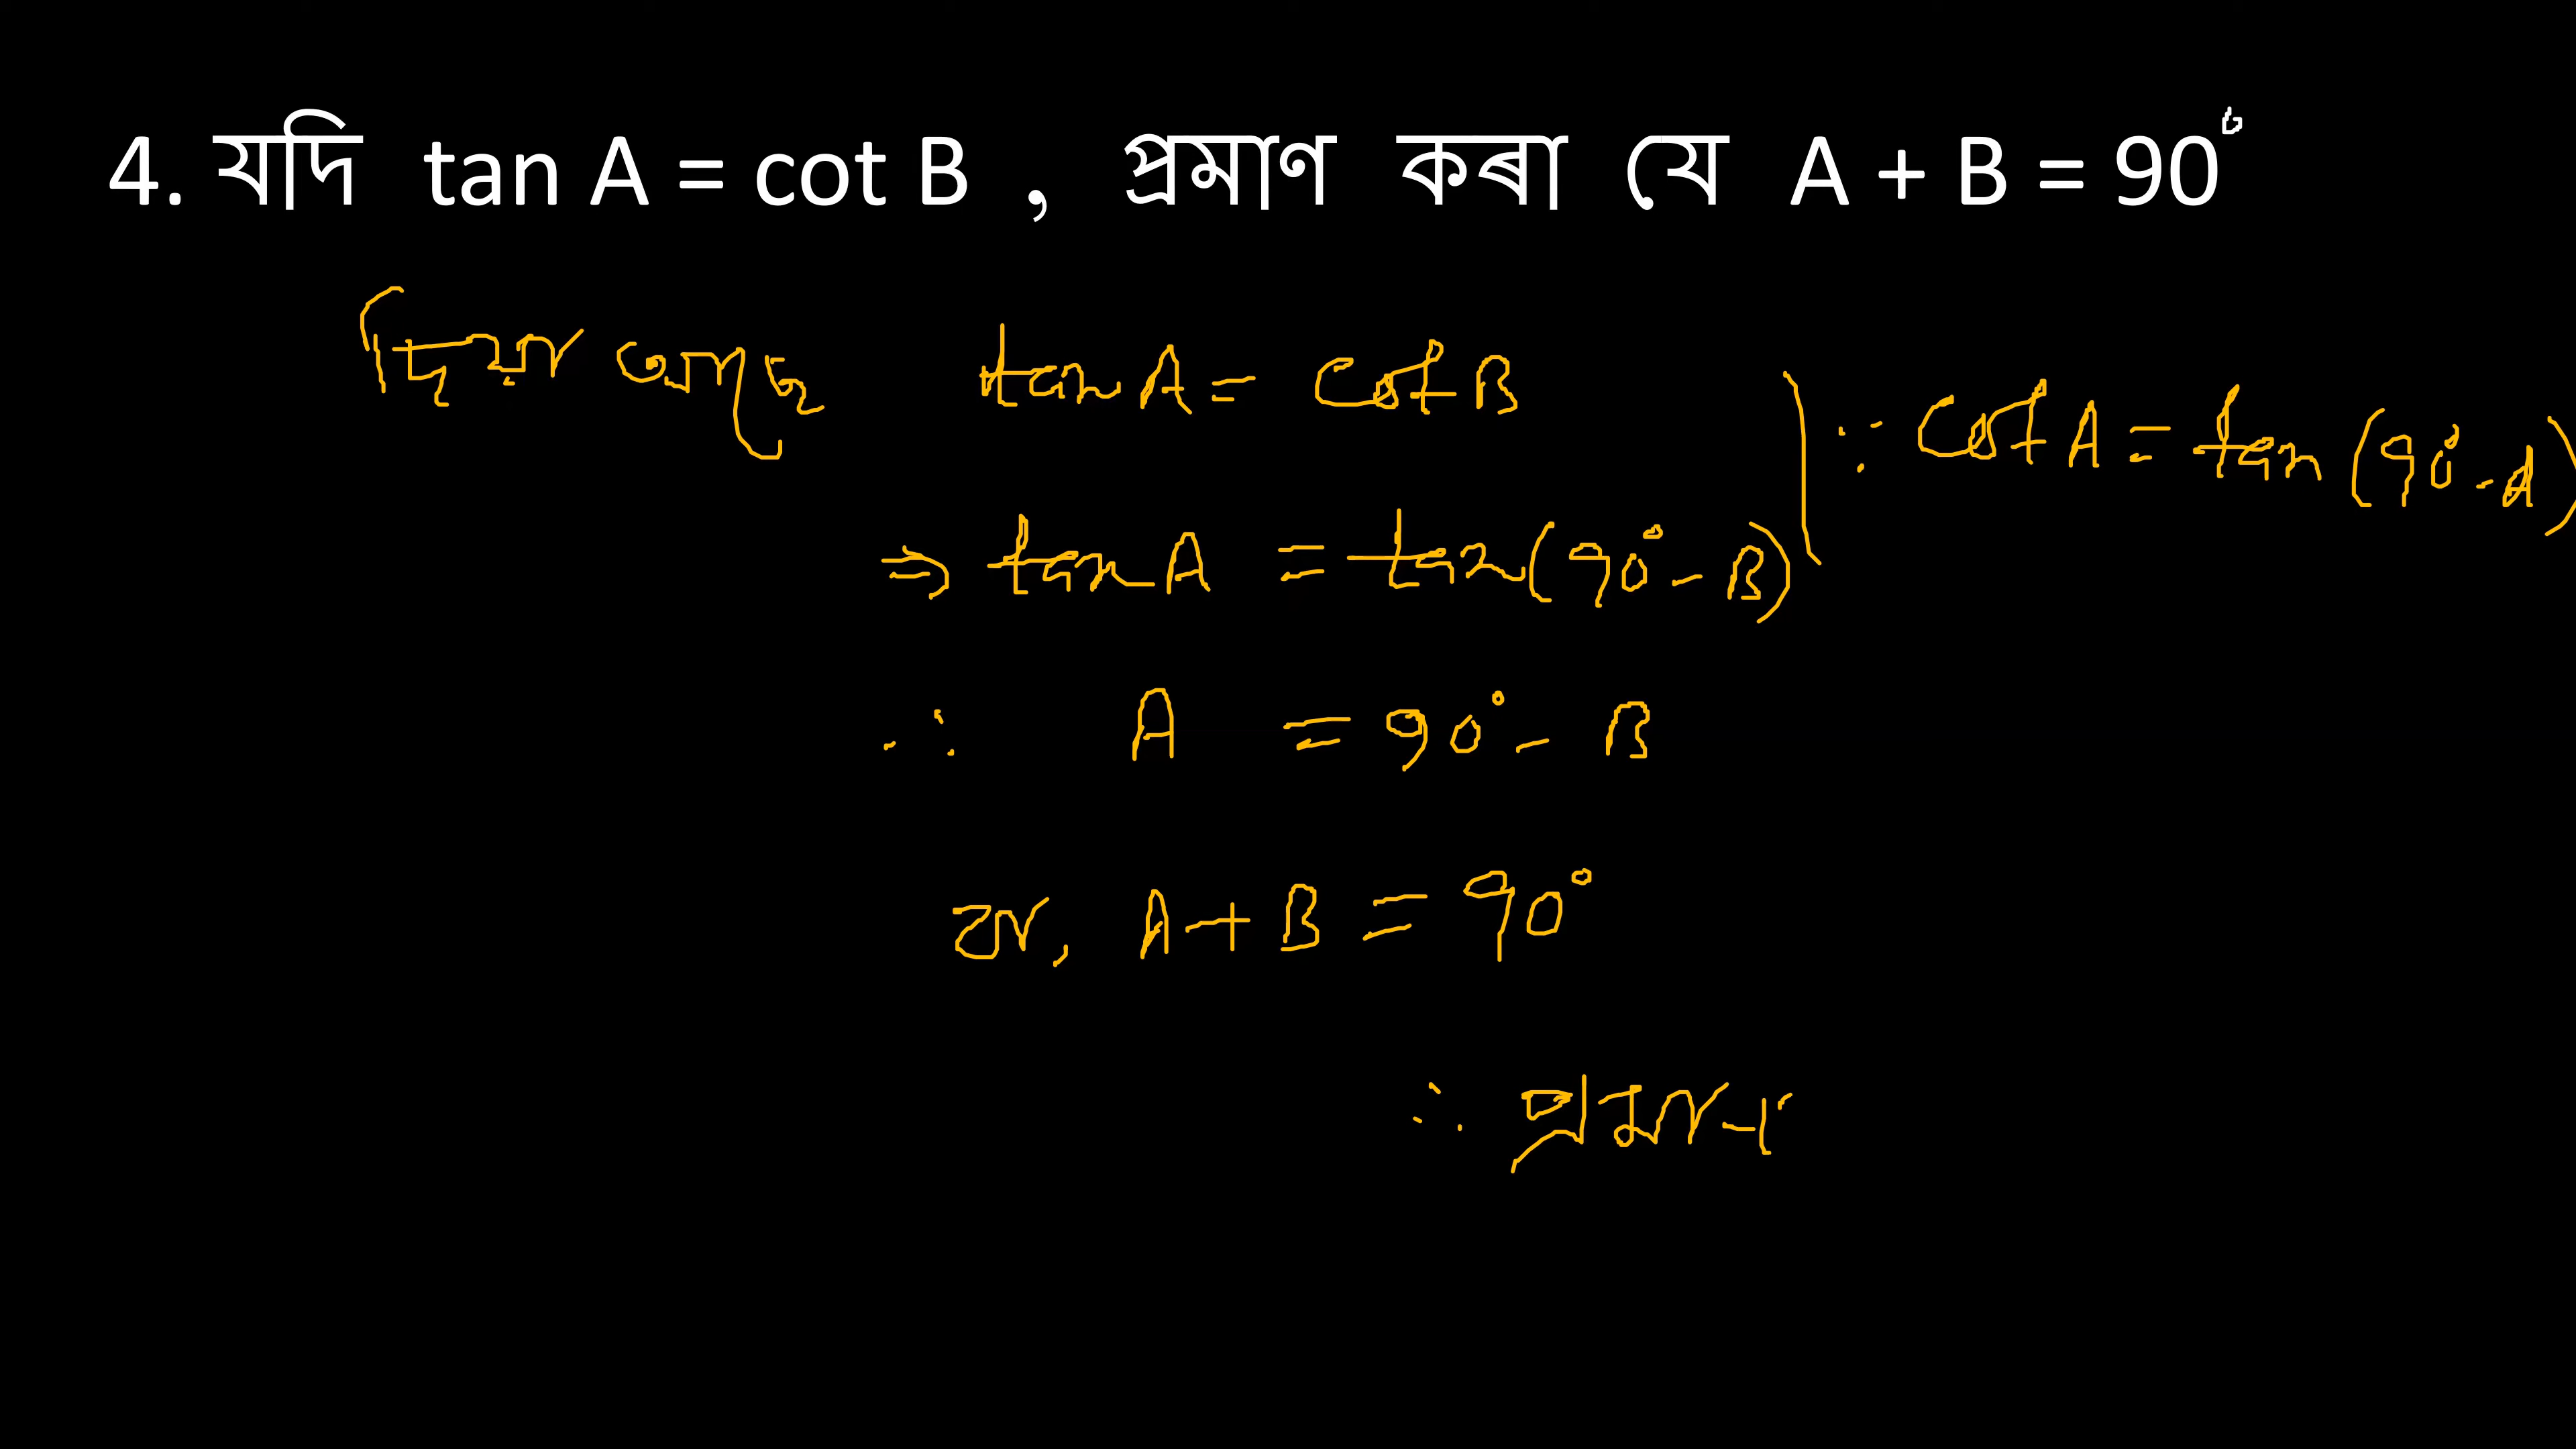 4. যদি tan A = cot B , প্ৰমাণ কৰা যে A + B = 90°
দিয়া আছে tan A = cot B
∵ cot A = tan (90° - A)
⇒ tan A = tan (90° - B)
∴ A = 90° - B
বা, A + B = 90°
∴ প্ৰমাণ